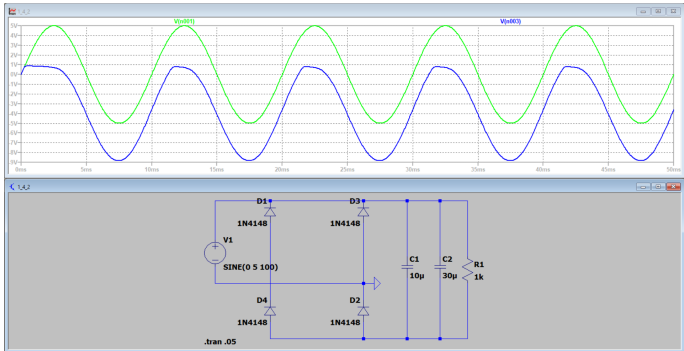 1_4_2
V(n001) V(n003)
5V
4V
3V
2V
1V
0V
-1V
-2V
-3V
-4V
-5V
-6V
-7V
-8V
-9V
0ms 5ms 10ms 15ms 20ms 25ms 30ms 35ms 40ms 45ms 50ms
1_4_2
D1 D3
1N4148 1N4148
V1
SINE(0 5 100)
C1 C2 R1
10µ 30µ 1k
D4 D2
1N4148 1N4148
.tran .05